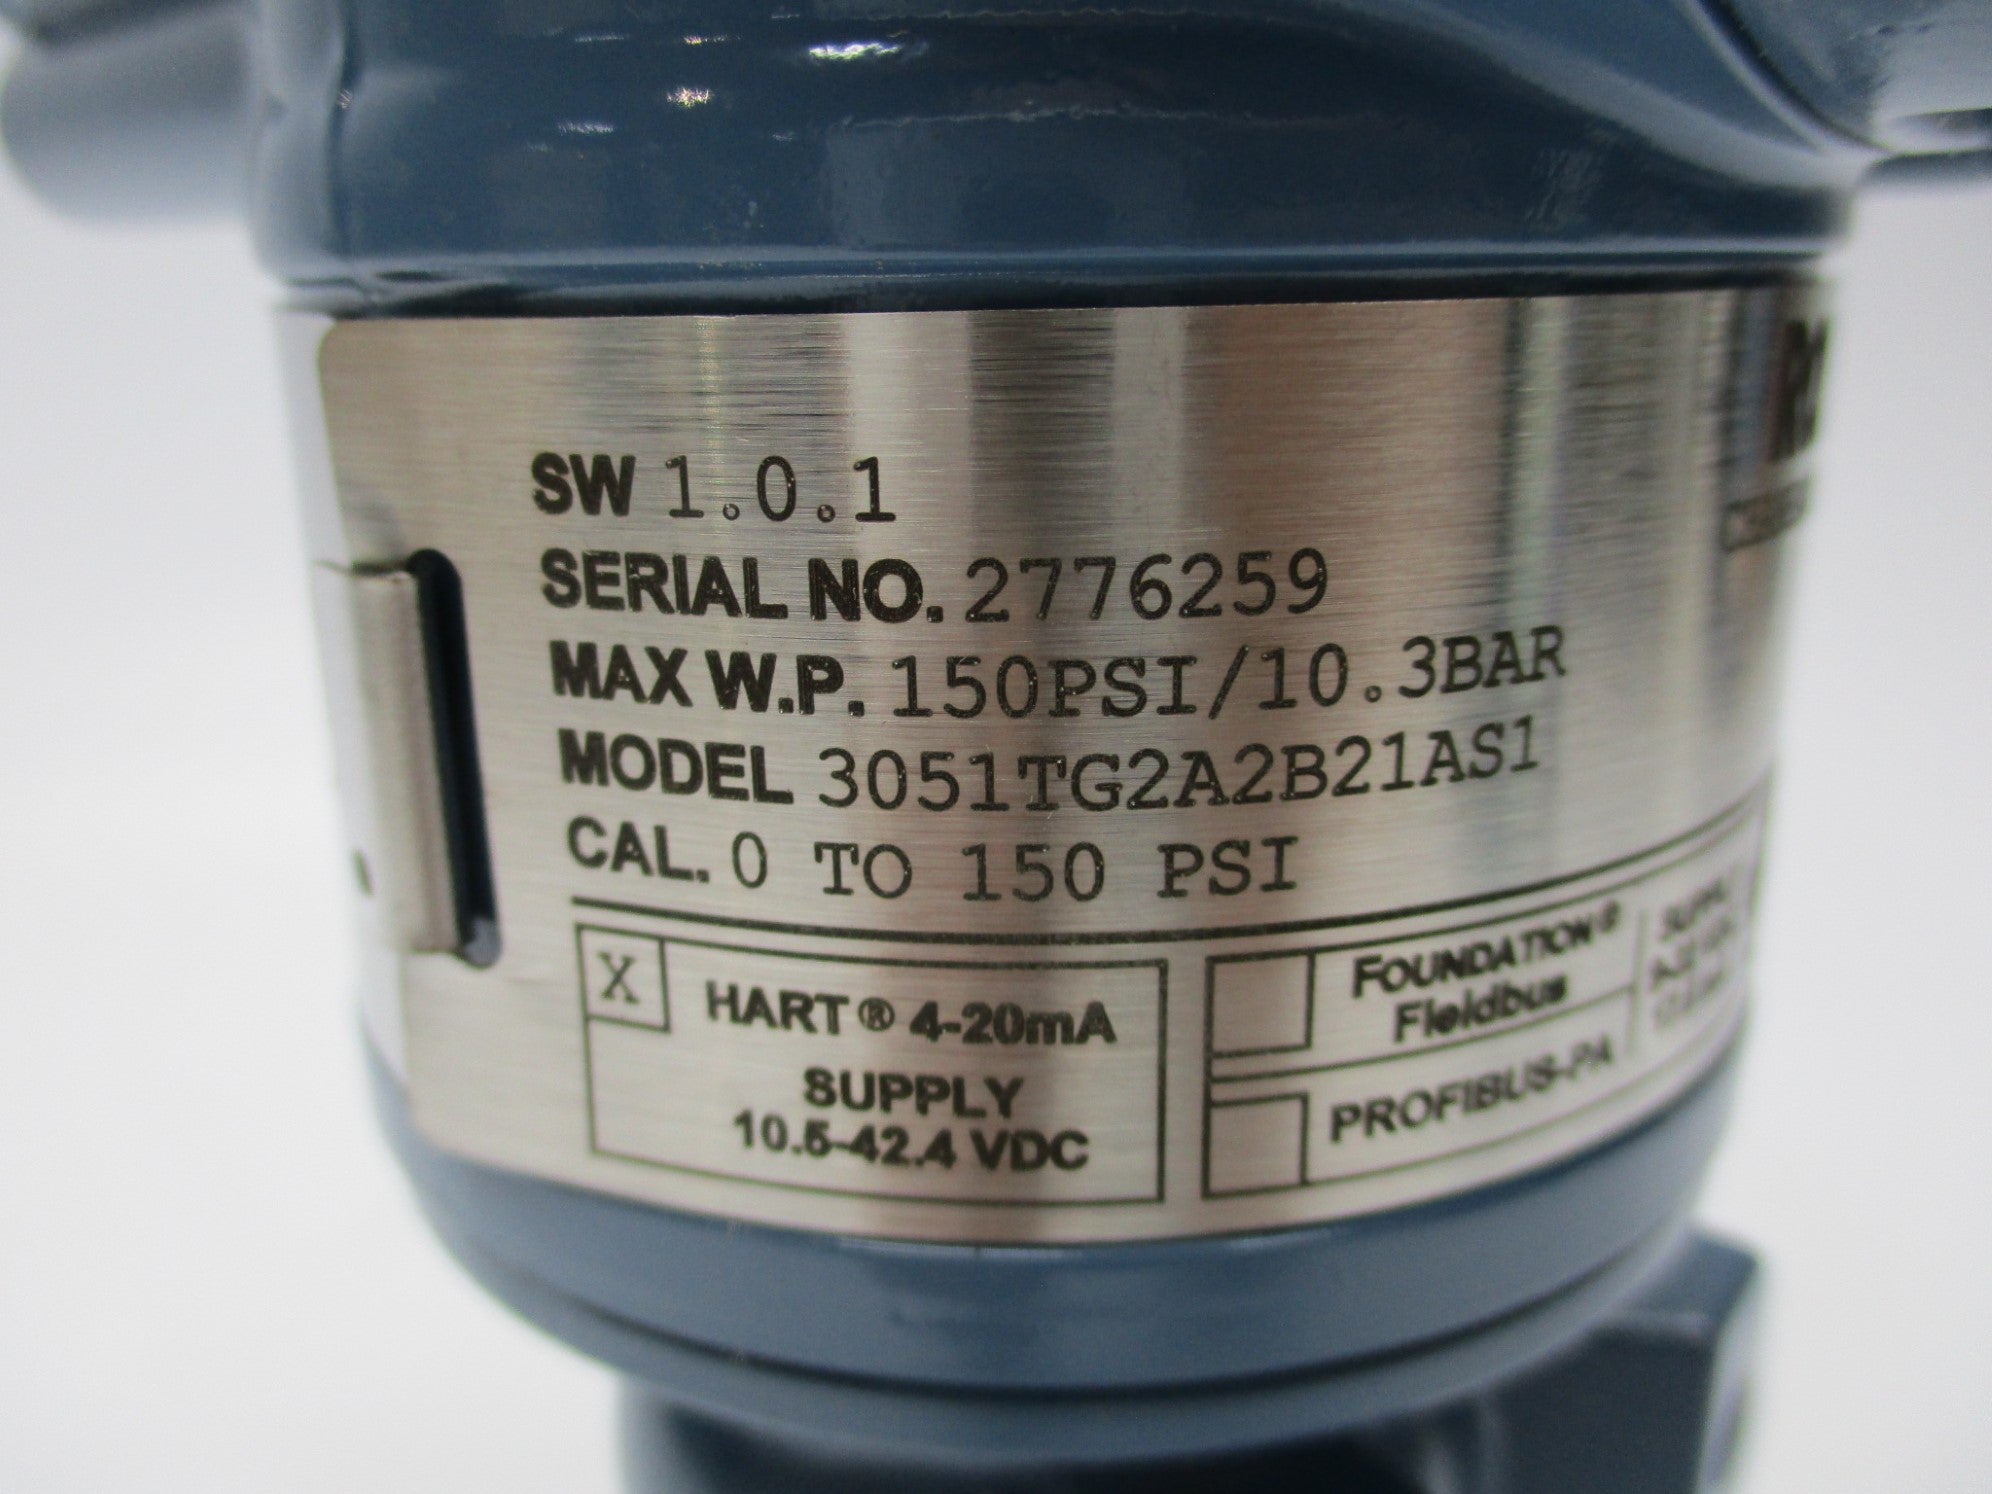 SW 1.0.1
SERIAL NO. 2776259
MAX W.P. 150PSI/10.3BAR
MODEL 3051TG2A2B21AS1
CAL. 0 TO 150 PSI
X HART® 4-20mA
SUPPLY
10.5-42.4 VDC
FOUNDATION®
Fieldbus
PROFIBUS-PA
SUPPLY